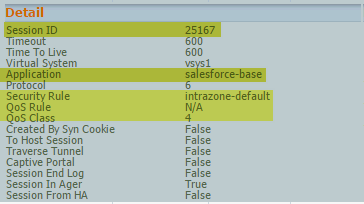 Detail
Session ID 25167
Timeout 600
Time To Live 600
Virtual System vsys1
Application salesforce-base
Protocol 6
Security Rule intrazone-default
QoS Rule N/A
QoS Class 4
Created By Syn Cookie False
To Host Session False
Traverse Tunnel False
Captive Portal False
Session End Log False
Session In Ager True
Session From HA False